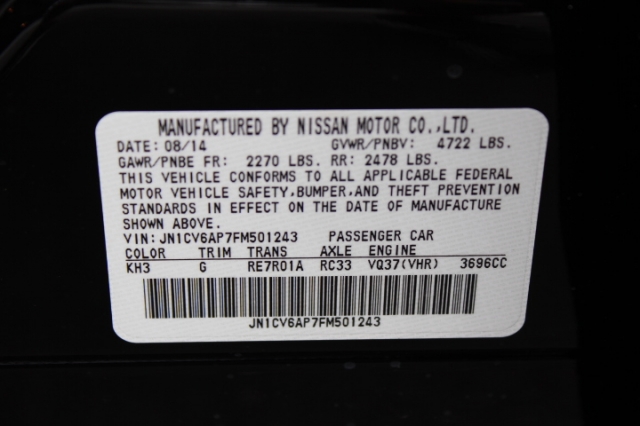 MANUFACTURED BY NISSAN MOTOR CO.,LTD.
DATE: 08/14 GVWR/PNBV: 4722 LBS.
GAWR/PNBE FR: 2270 LBS. RR: 2478 LBS.
THIS VEHICLE CONFORMS TO ALL APPLICABLE FEDERAL
MOTOR VEHICLE SAFETY,BUMPER,AND THEFT PREVENTION
STANDARDS IN EFFECT ON THE DATE OF MANUFACTURE
SHOWN ABOVE.
VIN:JN1CV6AP7FM501243 PASSENGER CAR
COLOR TRIM TRANS AXLE ENGINE
KH3 G RE7R01A RC33 VQ37(VHR) 3696CC
JN1CV6AP7FM501243